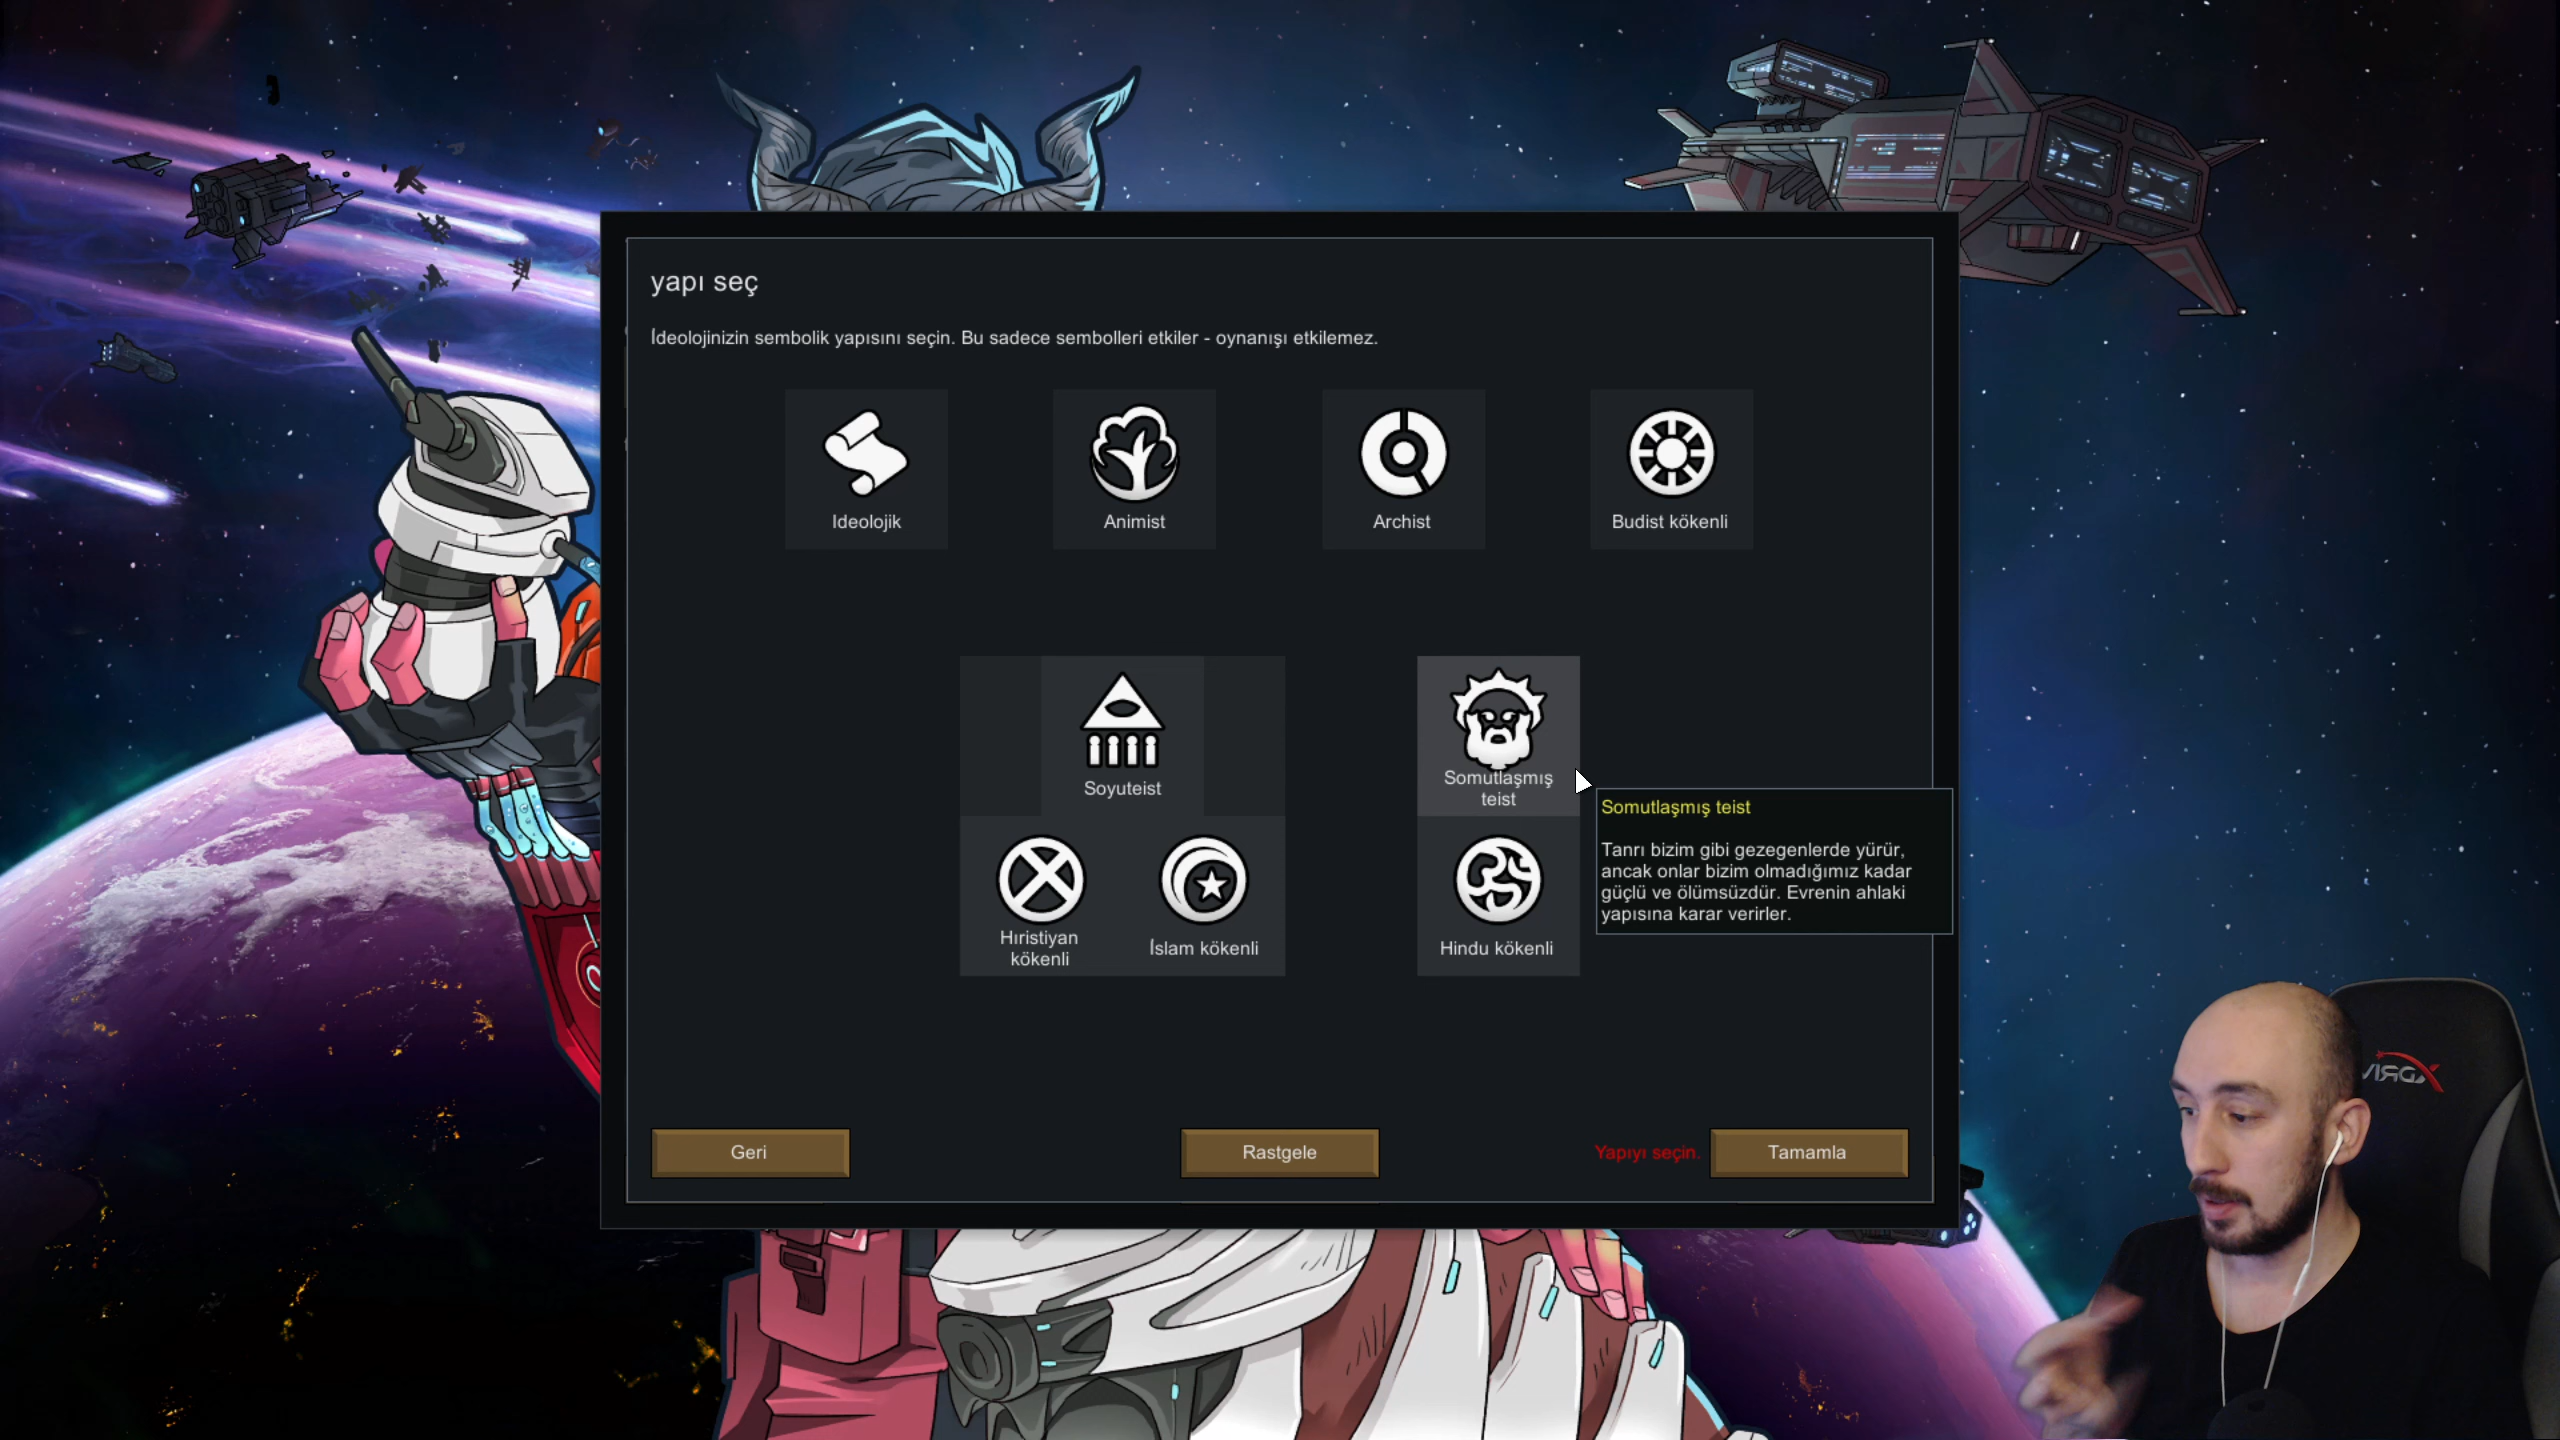 yapı seç
İdeolojinizin sembolik yapısını seçin. Bu sadece sembolleri etkiler - oynanışı etkilemez.
Ideolojik
Animist
Archist
Budist kökenli
Soyuteist
Somutlaşmış
teist
Hıristiyan
kökenli
İslam kökenli
Hindu kökenli
Somutlaşmış teist
Tanrı bizim gibi gezegenlerde yürür,
ancak onlar bizim olmadığımız kadar
güçlü ve ölümsüzdür. Evrenin ahlaki
yapısına karar verirler.
Geri
Rastgele
Yapıyı seçin.
Tamamla